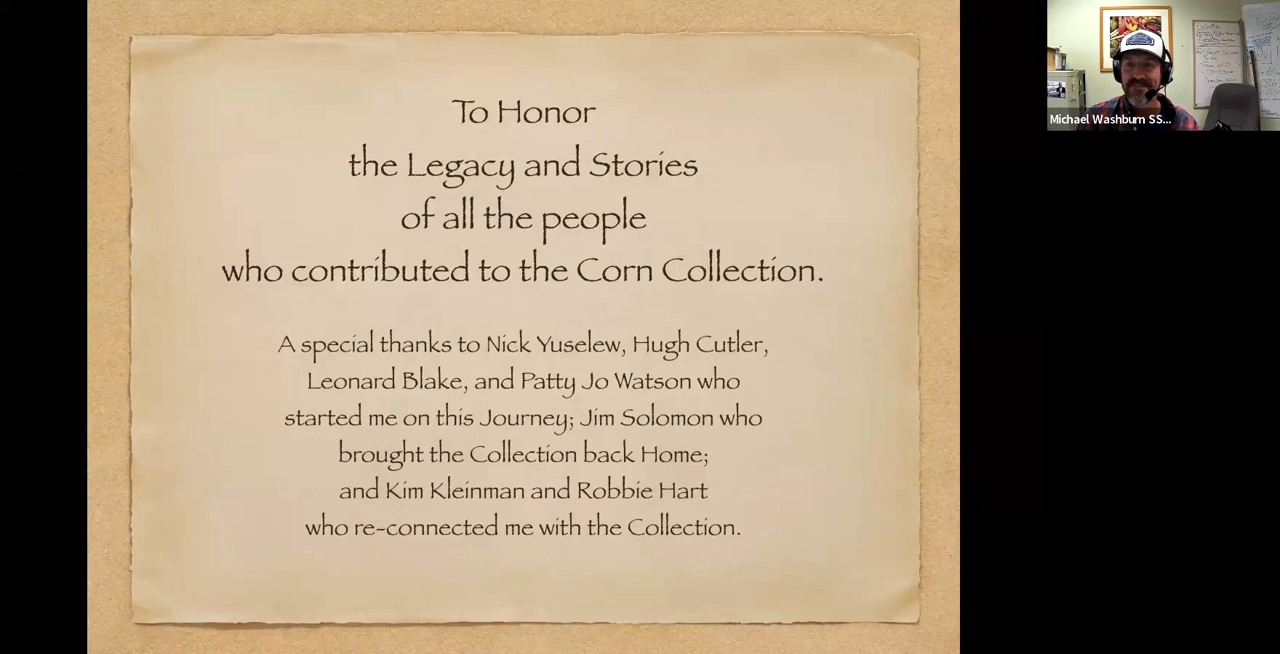 To Honor
the Legacy and Stories
of all the people
who contributed to the Corn Collection.
A special thanks to Nick Yuselew, Hugh Cutler,
Leonard Blake, and Patty Jo Watson who
started me on this Journey; Jim Solomon who
brought the Collection back Home;
and Kim Kleinman and Robbie Hart
who re-connected me with the Collection.
Michael Washburn SS...